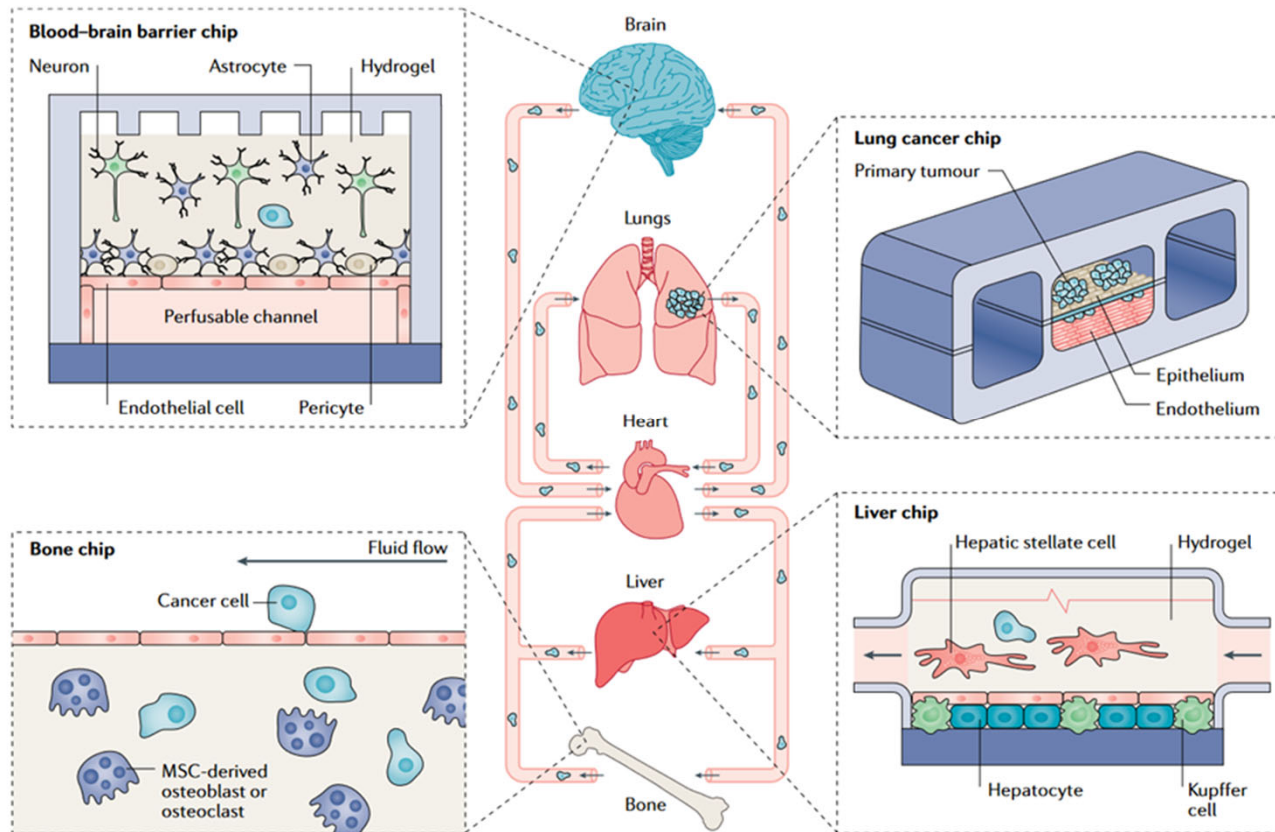 Blood–brain barrier chip
Neuron
Astrocyte
Hydrogel
Perfusable channel
Endothelial cell
Pericyte
Brain
Lungs
Heart
Liver
Bone
Lung cancer chip
Primary tumour
Epithelium
Endothelium
Bone chip
Fluid flow
Cancer cell
MSC-derived
osteoblast or
osteoclast
Liver chip
Hepatic stellate cell
Hydrogel
Hepatocyte
Kupffer
cell